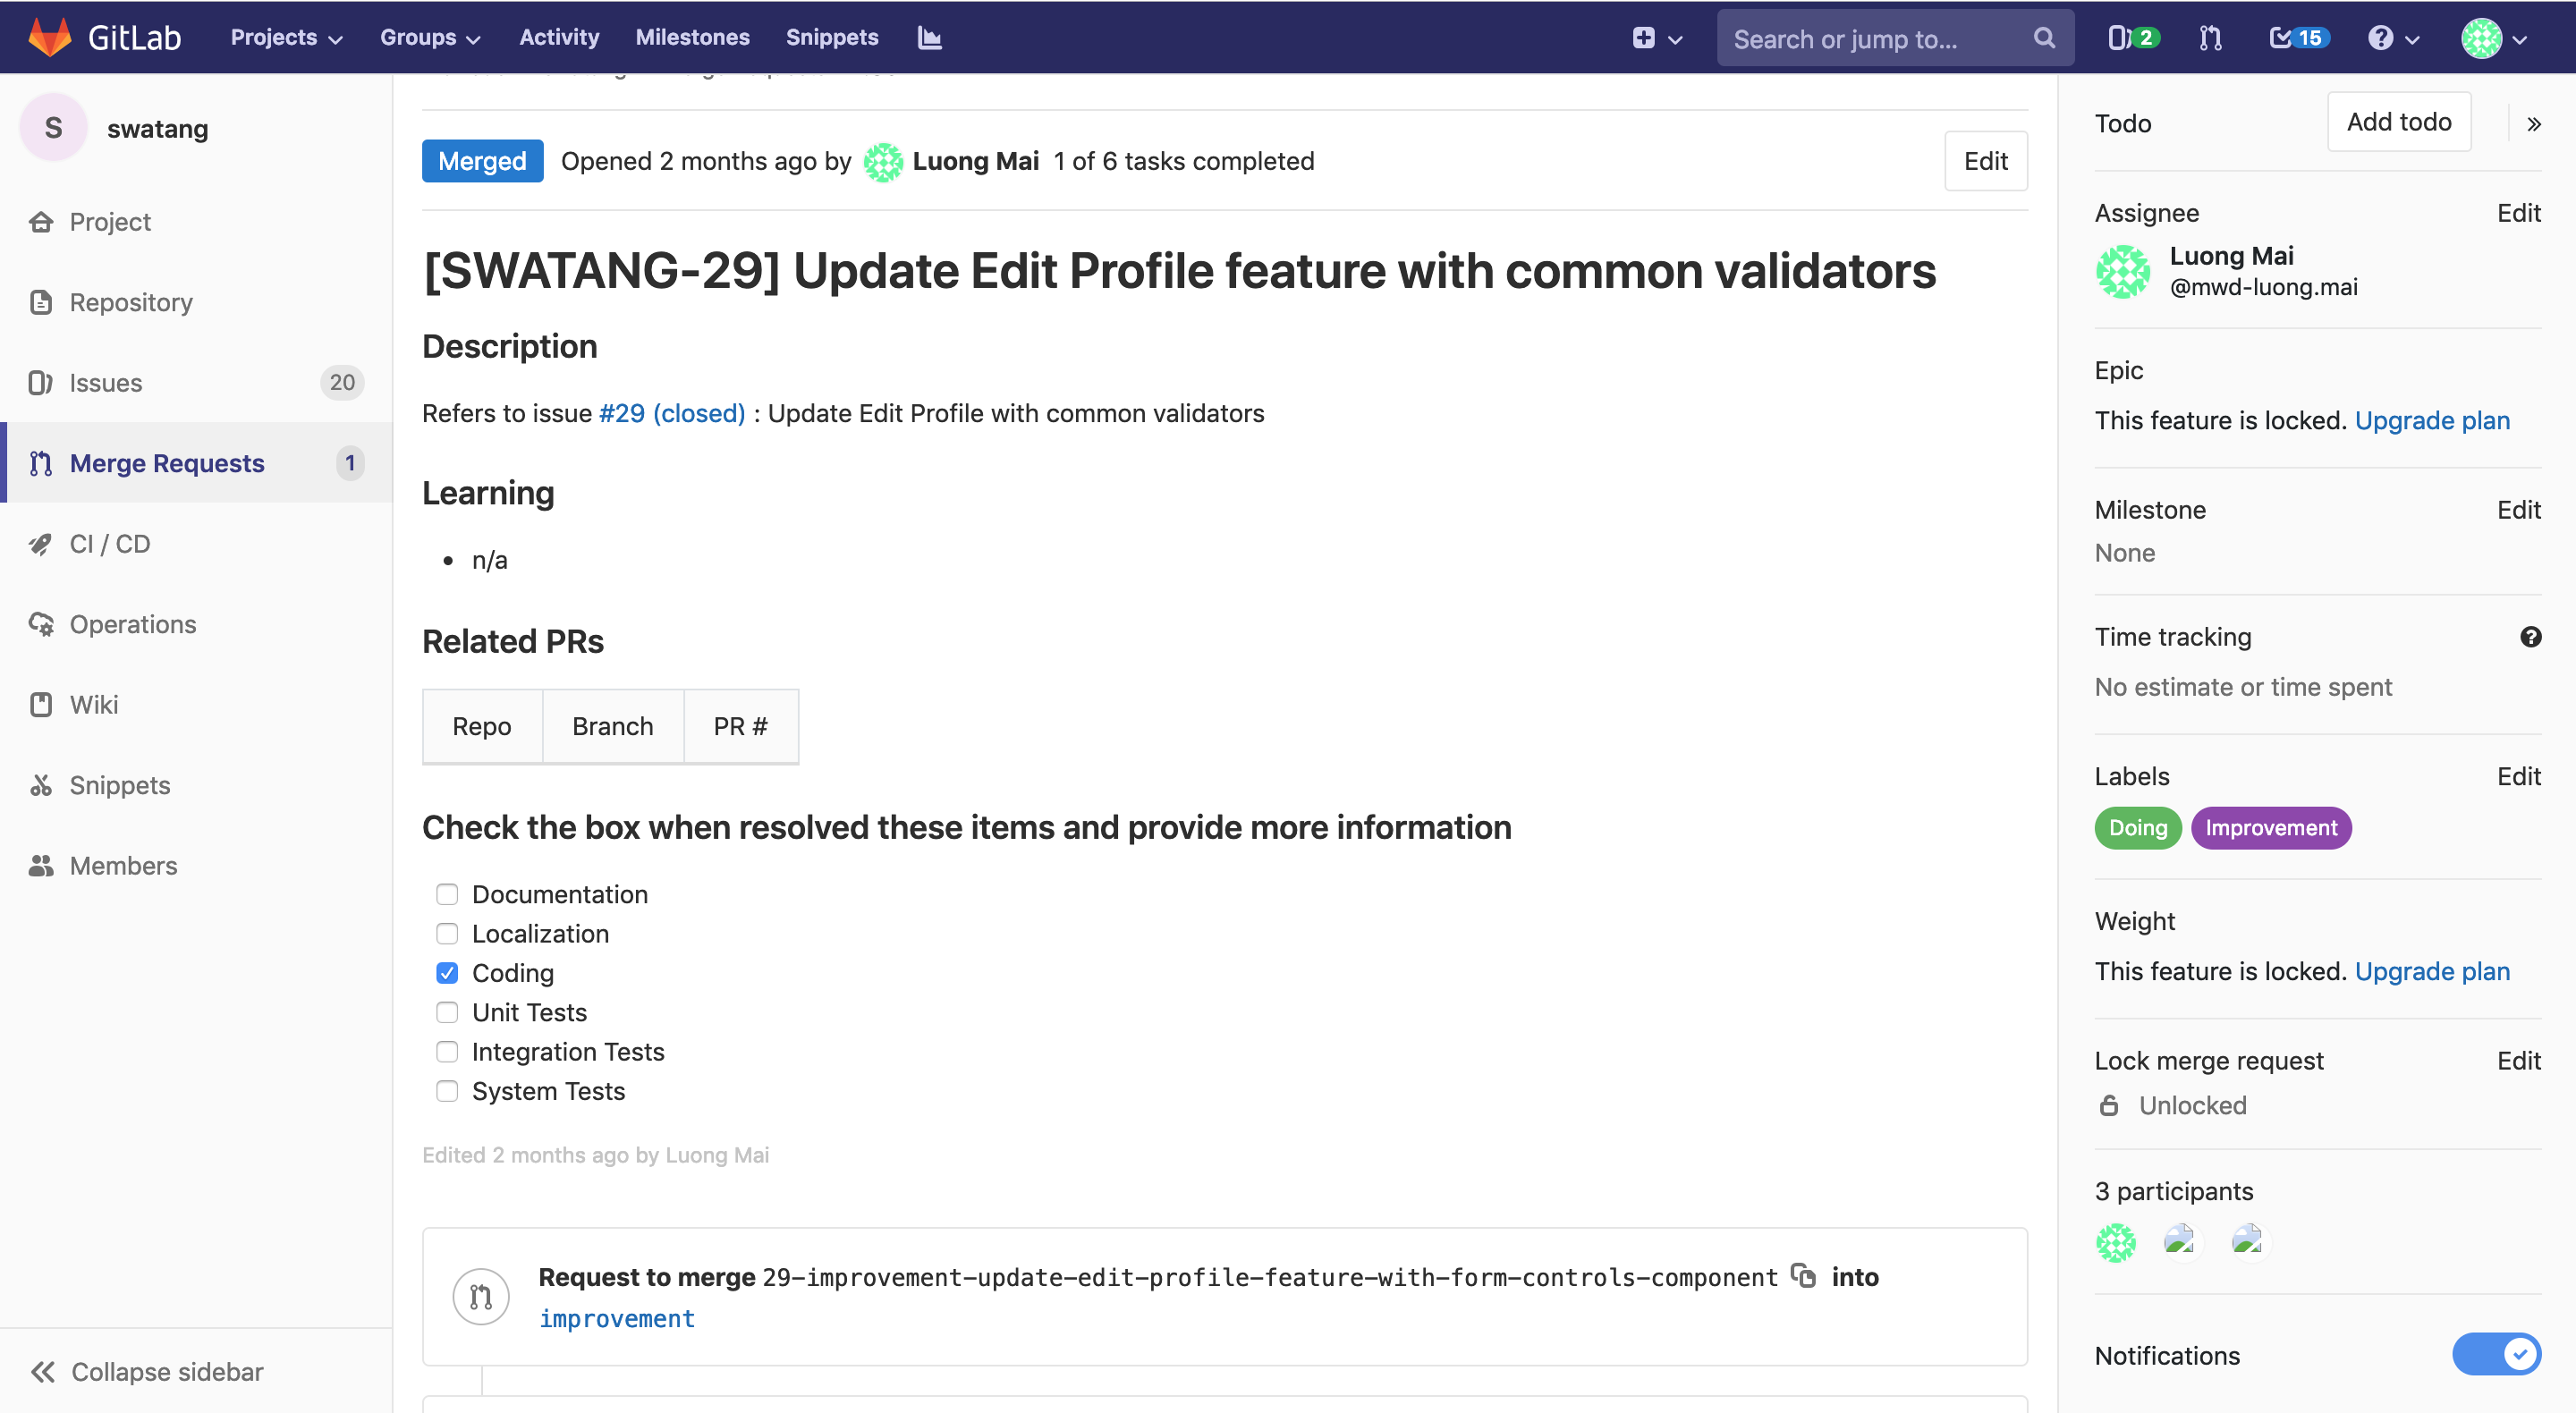 GitLab Projects Groups Activity Milestones Snippets Search or jump to... 2 15
S swatang
Project
Repository
Issues 20
Merge Requests 1
CI / CD
Operations
Wiki
Snippets
Members
Collapse sidebar
Merged Opened 2 months ago by Luong Mai 1 of 6 tasks completed Edit
[SWATANG-29] Update Edit Profile feature with common validators
Description
Refers to issue #29 (closed) : Update Edit Profile with common validators
Learning
• n/a
Related PRs
Repo Branch PR #
Check the box when resolved these items and provide more information
Documentation
Localization
Coding
Unit Tests
Integration Tests
System Tests
Edited 2 months ago by Luong Mai
Request to merge 29-improvement-update-edit-profile-feature-with-form-controls-component into
improvement
Todo Add todo
Assignee Edit
Luong Mai
@mwd-luong.mai
Epic
This feature is locked. Upgrade plan
Milestone Edit
None
Time tracking
No estimate or time spent
Labels Edit
Doing Improvement
Weight
This feature is locked. Upgrade plan
Lock merge request Edit
Unlocked
3 participants
Notifications